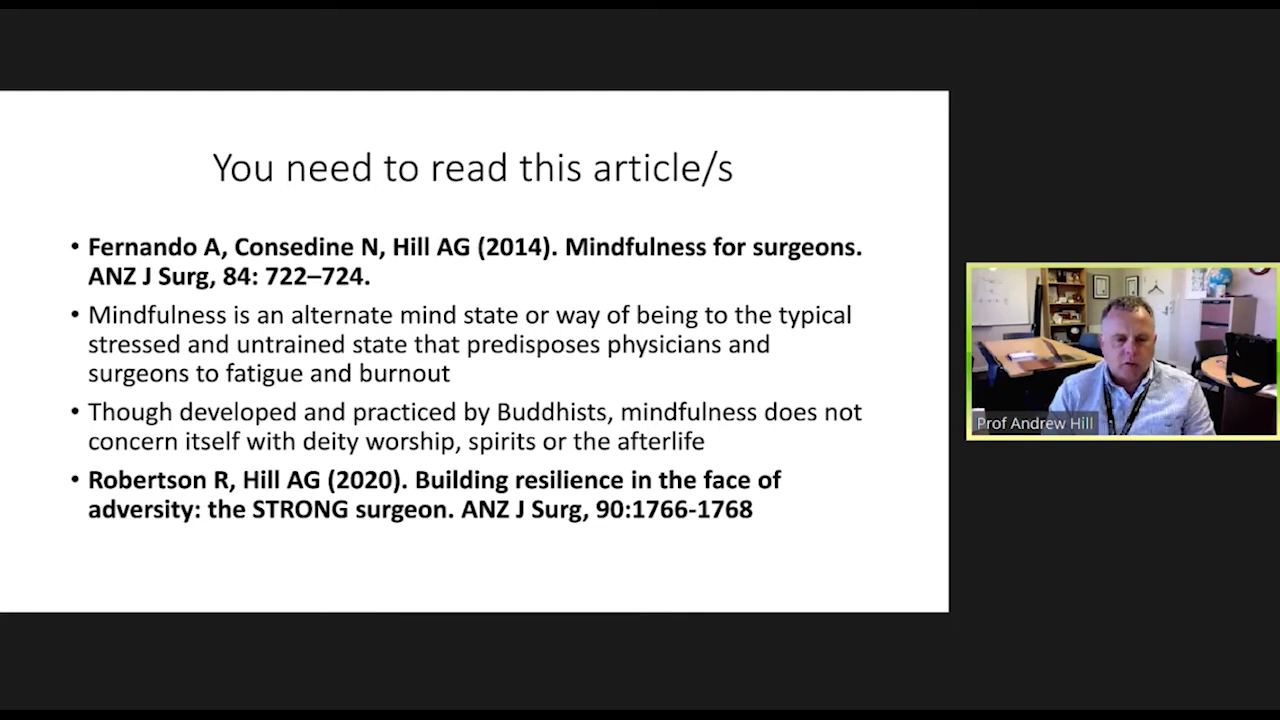 You need to read this article/s
• Fernando A, Consedine N, Hill AG (2014). Mindfulness for surgeons.
ANZ J Surg, 84: 722–724.
• Mindfulness is an alternate mind state or way of being to the typical
stressed and untrained state that predisposes physicians and
surgeons to fatigue and burnout
• Though developed and practiced by Buddhists, mindfulness does not
concern itself with deity worship, spirits or the afterlife
• Robertson R, Hill AG (2020). Building resilience in the face of
adversity: the STRONG surgeon. ANZ J Surg, 90:1766-1768
Prof Andrew Hill